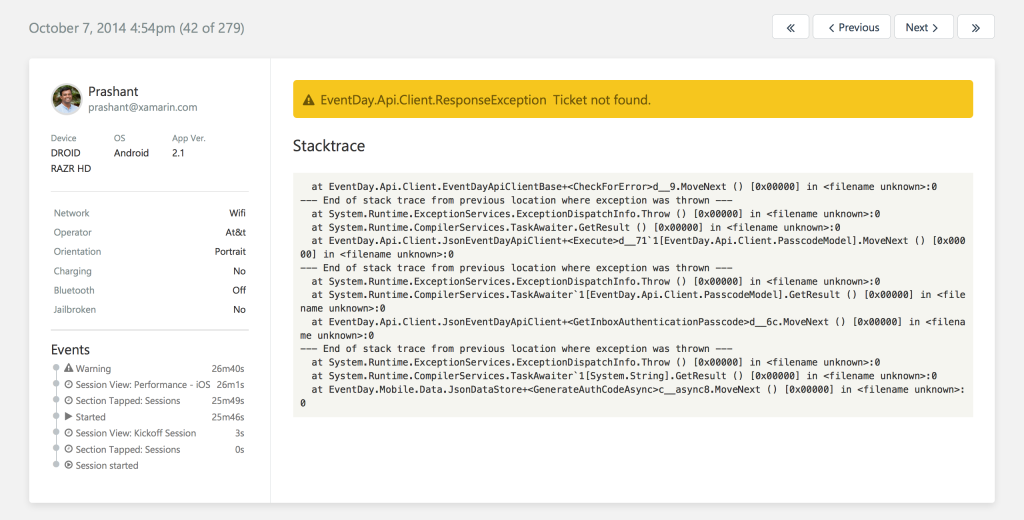 October 7, 2014 4:54pm (42 of 279)
Previous
Next
Prashant
prashant@xamarin.com
Device
OS
App Ver.
DROID
RAZR HD
Android
2.1
Network Wifi
Operator At&t
Orientation Portrait
Charging No
Bluetooth Off
Jailbroken No
Events
Warning 26m40s
Session View: Performance - iOS 26m1s
Section Tapped: Sessions 25m49s
Started 25m46s
Session View: Kickoff Session 3s
Section Tapped: Sessions 0s
Session started
EventDay.Api.Client.ResponseException Ticket not found.
Stacktrace
at EventDay.Api.Client.EventDayApiClientBase+<CheckForError>d__9.MoveNext () [0x00000] in <filename unknown>:0
--- End of stack trace from previous location where exception was thrown ---
at System.Runtime.ExceptionServices.ExceptionDispatchInfo.Throw () [0x00000] in <filename unknown>:0
at System.Runtime.CompilerServices.TaskAwaiter.GetResult () [0x00000] in <filename unknown>:0
at EventDay.Api.Client.JsonEventDayApiClient+<Execute>d__71`1[EventDay.Api.Client.PasscodeModel].MoveNext () [0x000
00] in <filename unknown>:0
--- End of stack trace from previous location where exception was thrown ---
at System.Runtime.ExceptionServices.ExceptionDispatchInfo.Throw () [0x00000] in <filename unknown>:0
at System.Runtime.CompilerServices.TaskAwaiter`1[EventDay.Api.Client.PasscodeModel].GetResult () [0x00000] in <file
name unknown>:0
at EventDay.Api.Client.JsonEventDayApiClient+<GetInboxAuthenticationPasscode>d__6c.MoveNext () [0x00000] in <filena
me unknown>:0
--- End of stack trace from previous location where exception was thrown ---
at System.Runtime.ExceptionServices.ExceptionDispatchInfo.Throw () [0x00000] in <filename unknown>:0
at System.Runtime.CompilerServices.TaskAwaiter`1[System.String].GetResult () [0x00000] in <filename unknown>:0
at EventDay.Mobile.Data.JsonDataStore+<GenerateAuthCodeAsync>c__async8.MoveNext () [0x00000] in <filename unknown>:
0